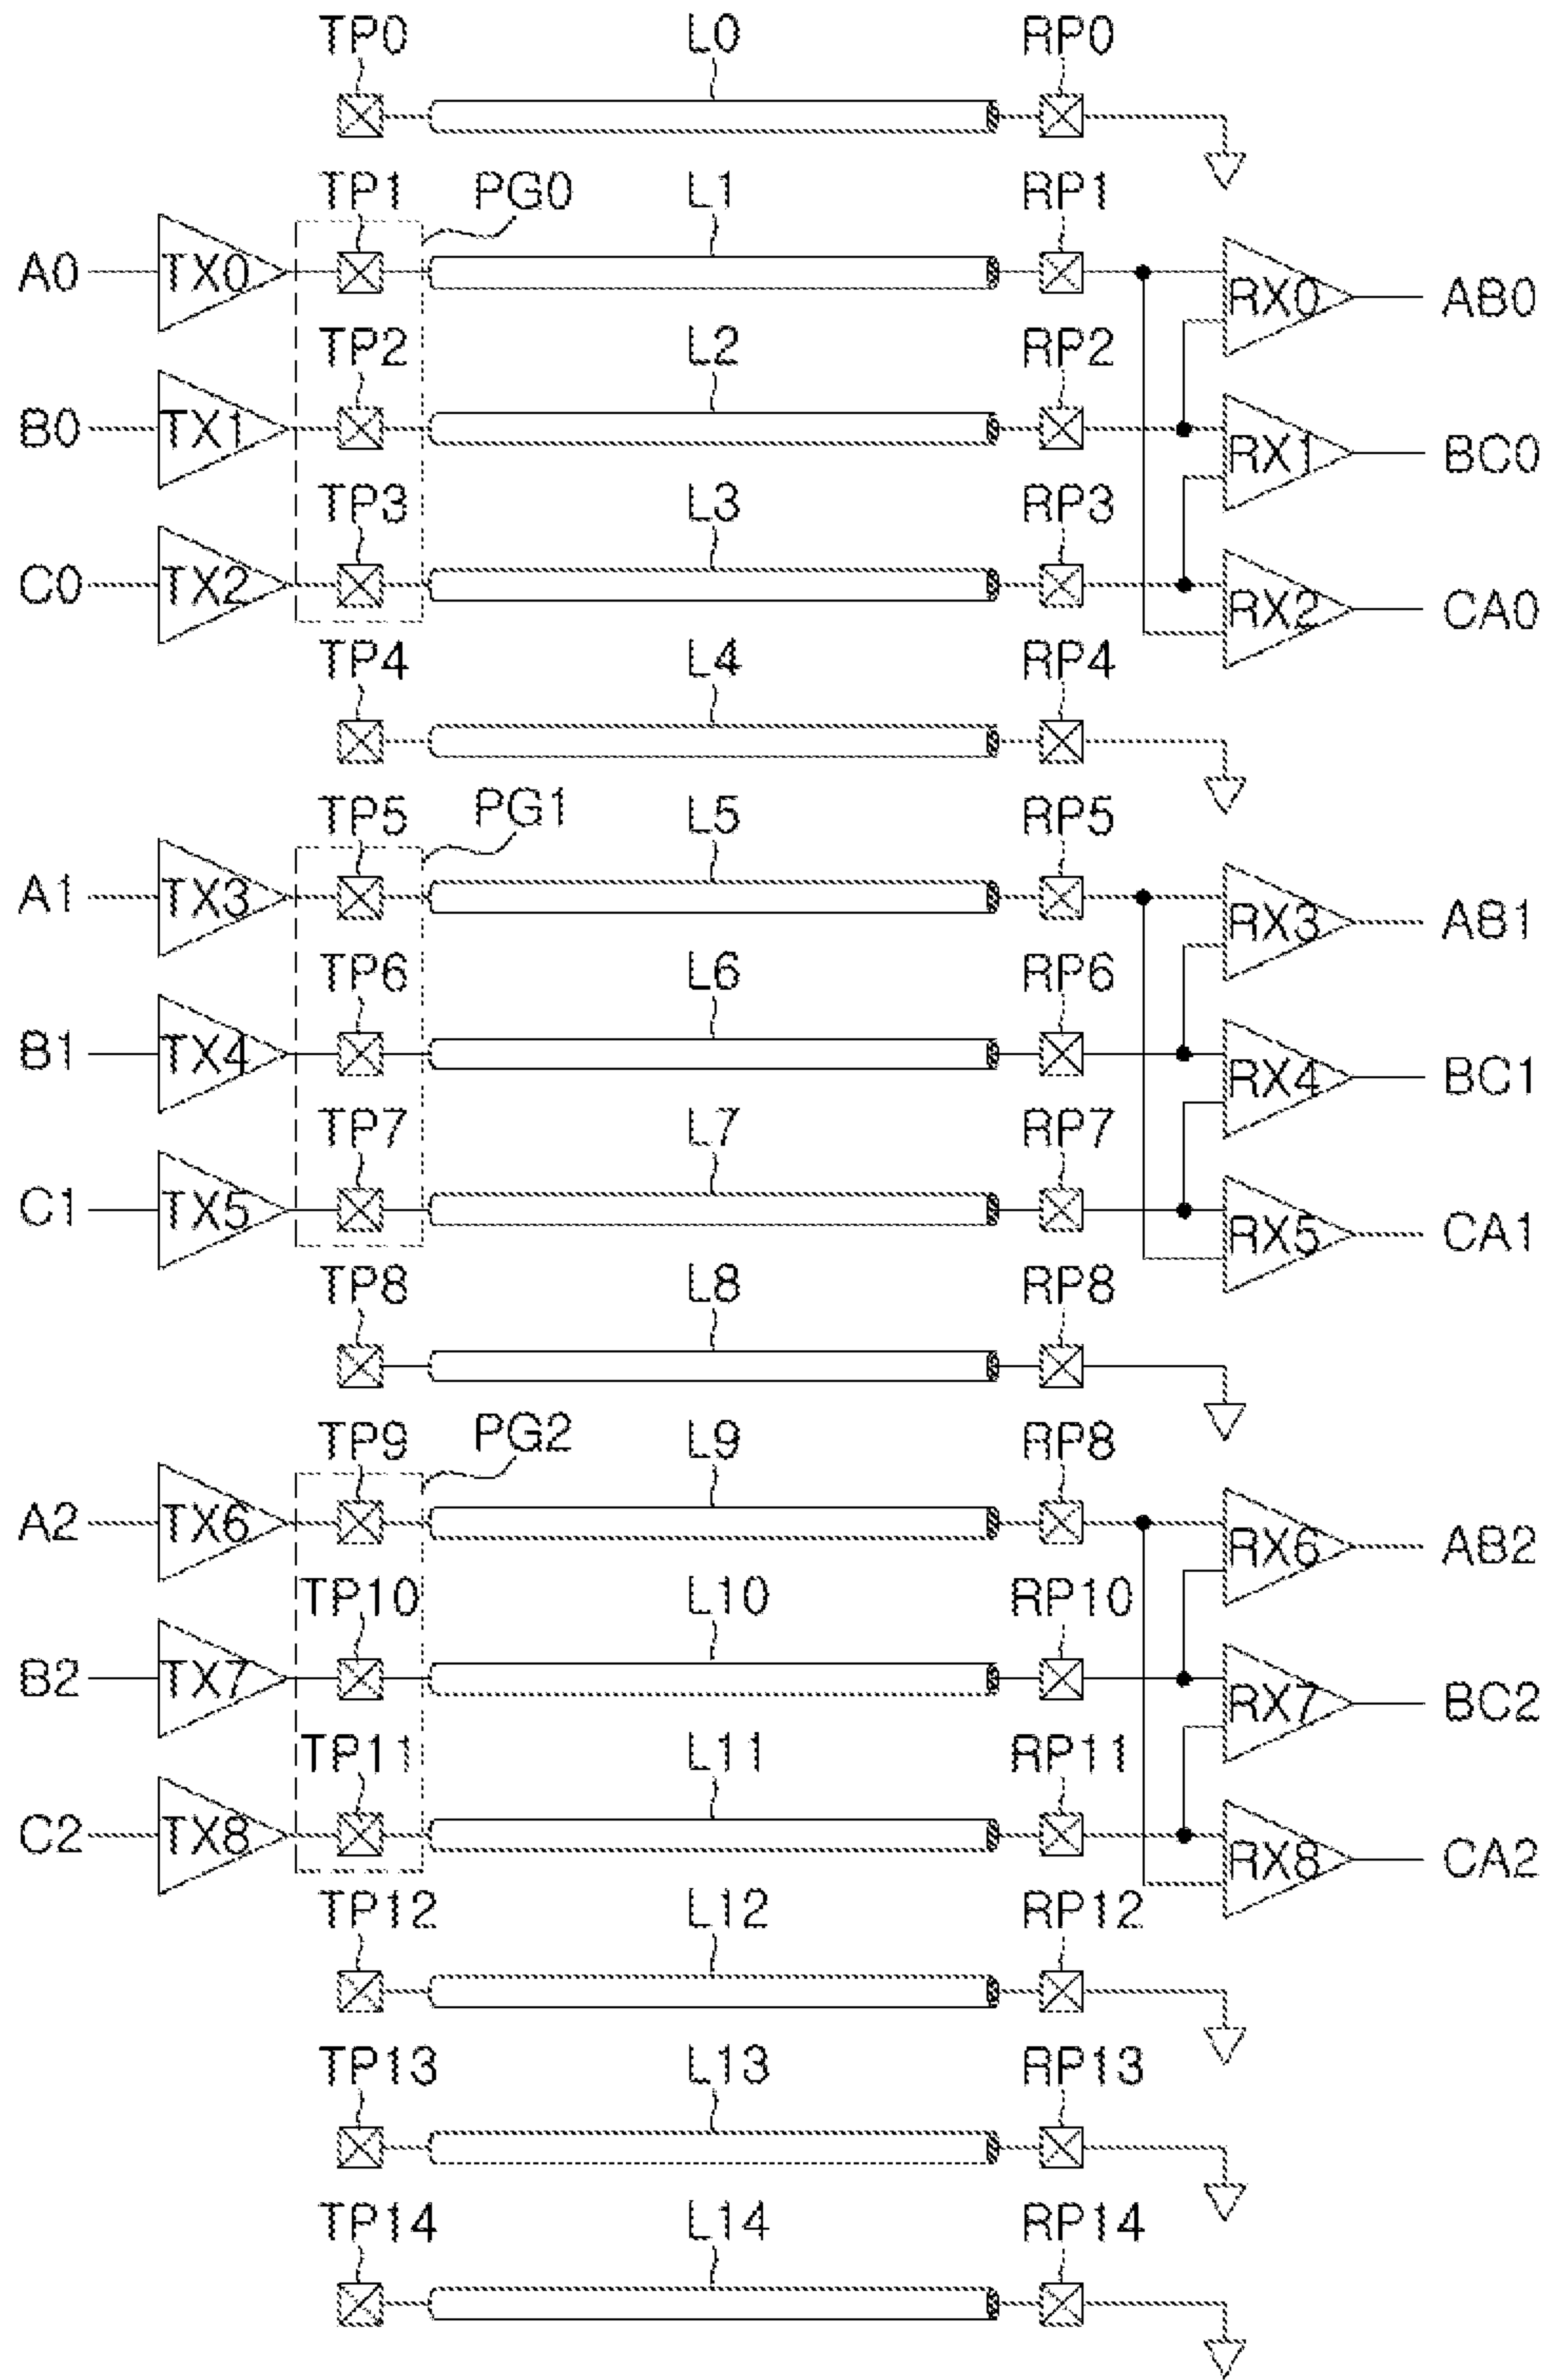 TP0 L0 RP0
TP1 PG0 L1 RP1
A0 TX0 RX0 AB0
TP2 L2 RP2
B0 TX1 RX1 BC0
TP3 L3 RP3
C0 TX2 RX2 CA0
TP4 L4 RP4
TP5 PG1 L5 RP5
A1 TX3 RX3 AB1
TP6 L6 RP6
B1 TX4 RX4 BC1
TP7 L7 RP7
C1 TX5 RX5 CA1
TP8 L8 RP8
TP9 PG2 L9 RP8
A2 TX6 RX6 AB2
TP10 L10 RP10
B2 TX7 RX7 BC2
TP11 L11 RP11
C2 TX8 RX8 CA2
TP12 L12 RP12
TP13 L13 RP13
TP14 L14 RP14